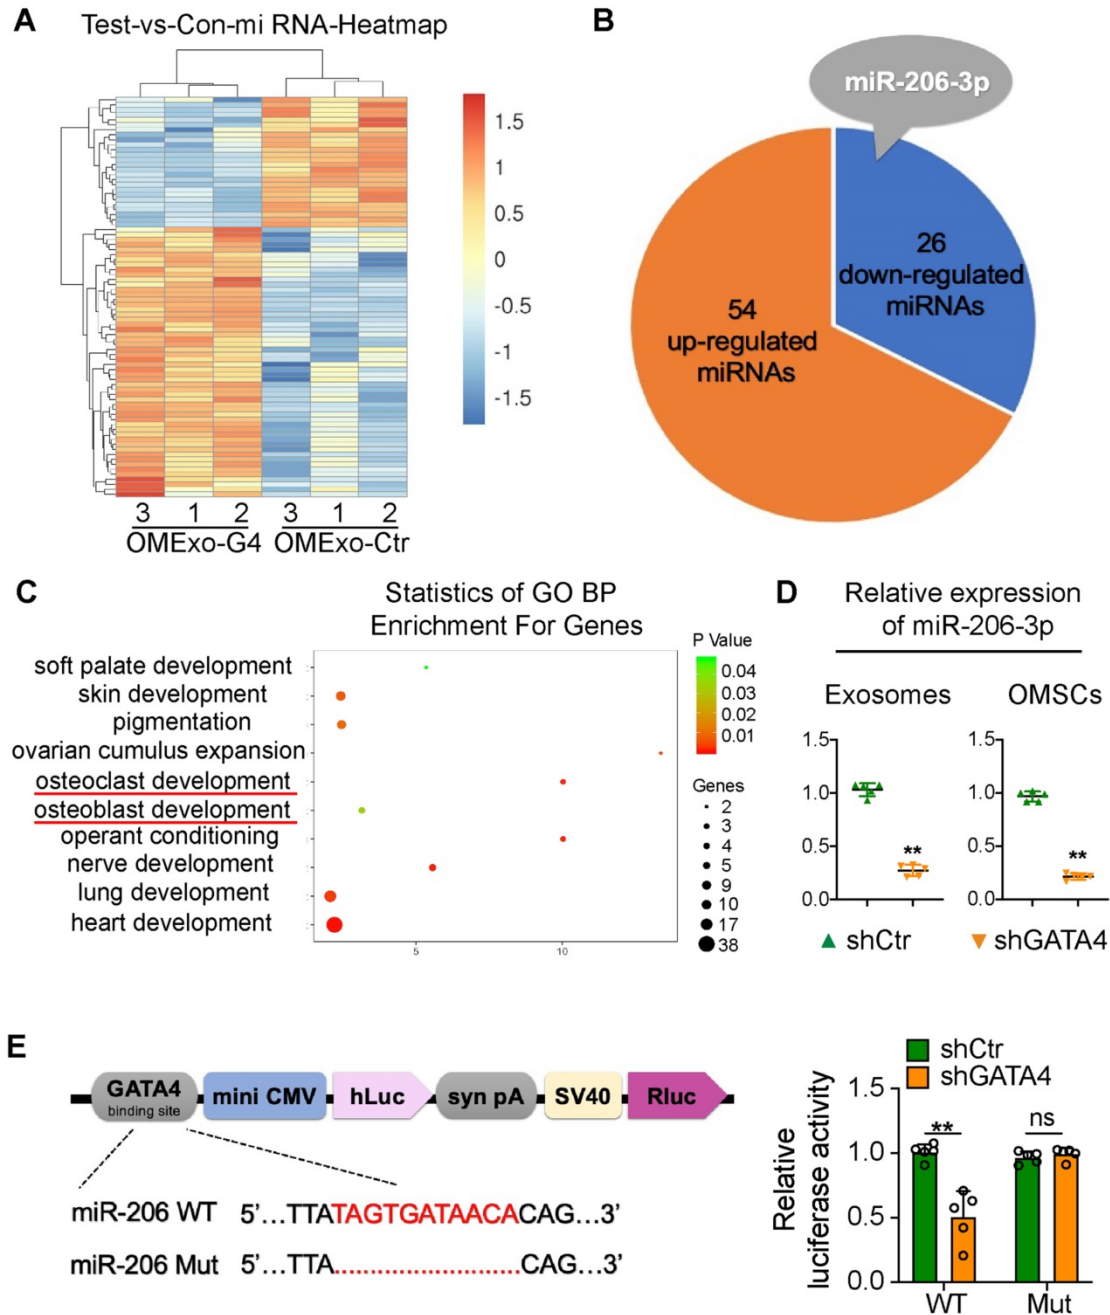 A
Test-vs-Con-mi RNA-Heatmap
1.5
1
0.5
0
-0.5
-1
-1.5
3 1 2 3 1 2
OMExo-G4 OMExo-Ctr
B
miR-206-3p
26
down-regulated
miRNAs
54
up-regulated
miRNAs
C
Statistics of GO BP
Enrichment For Genes
soft palate development
skin development
pigmentation
ovarian cumulus expansion
osteoclast development
osteoblast development
operant conditioning
nerve development
lung development
heart development
5 10
P Value
0.04
0.03
0.02
0.01
Genes
2
3
4
5
9
10
17
38
D
Relative expression
of miR-206-3p
Exosomes OMSCs
1.5
1.0
0.5
0.0
**
1.5
1.0
0.5
0.0
**
shCtr shGATA4
E
GATA4
binding site
mini CMV
hLuc
syn pA
SV40
Rluc
miR-206 WT 5’...TTATAGTGATAACACAG...3’
miR-206 Mut 5’...TTA.......................CAG...3’
shCtr
shGATA4
Relative
luciferase activity
1.5
1.0
0.5
0.0
** ns
WT Mut